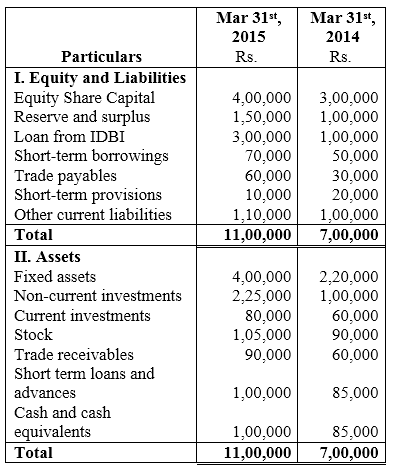 Particulars Mar 31st, 2015 Rs. Mar 31st, 2014 Rs.
I. Equity and Liabilities
Equity Share Capital 4,00,000 3,00,000
Reserve and surplus 1,50,000 1,00,000
Loan from IDBI 3,00,000 1,00,000
Short-term borrowings 70,000 50,000
Trade payables 60,000 30,000
Short-term provisions 10,000 20,000
Other current liabilities 1,10,000 1,00,000
Total 11,00,000 7,00,000
II. Assets
Fixed assets 4,00,000 2,20,000
Non-current investments 2,25,000 1,00,000
Current investments 80,000 60,000
Stock 1,05,000 90,000
Trade receivables 90,000 60,000
Short term loans and
advances 1,00,000 85,000
Cash and cash
equivalents 1,00,000 85,000
Total 11,00,000 7,00,000